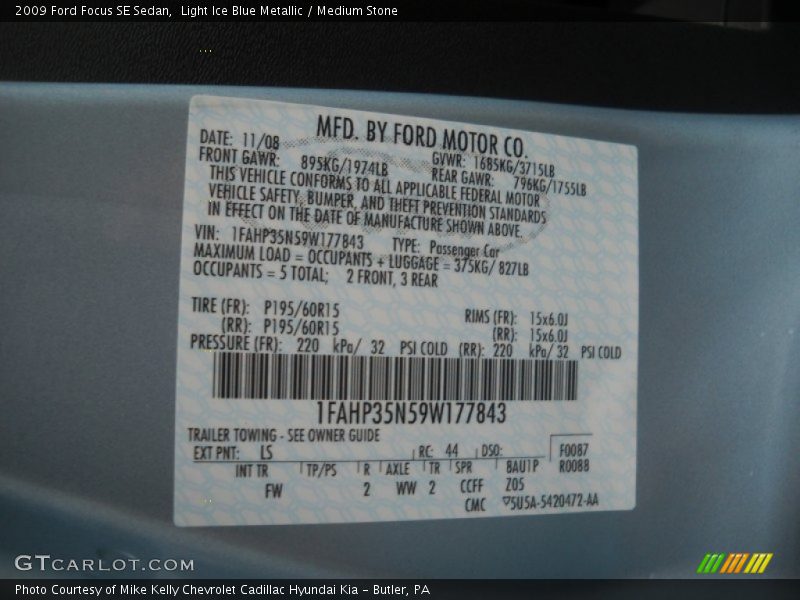 2009 Ford Focus SE Sedan,  Light Ice Blue Metallic / Medium Stone
MFD. BY FORD MOTOR CO.
DATE: 11/08 GVWR: 1685KG/3715LB
FRONT GAWR: 895KG/1974LB REAR GAWR: 796KG/1755LB
THIS VEHICLE CONFORMS TO ALL APPLICABLE FEDERAL MOTOR
VEHICLE SAFETY, BUMPER, AND THEFT PREVENTION STANDARDS
IN EFFECT ON THE DATE OF MANUFACTURE SHOWN ABOVE.
VIN: 1FAHP35N59W177843 TYPE: Passenger Car
MAXIMUM LOAD = OCCUPANTS + LUGGAGE = 375KG/ 827LB
OCCUPANTS = 5 TOTAL; 2 FRONT, 3 REAR
TIRE (FR): P195/60R15 RIMS (FR): 15x6.0J
(RR): P195/60R15 (RR): 15x6.0J
PRESSURE (FR): 220 kPa/ 32 PSI COLD (RR): 220 kPa/ 32 PSI COLD
1FAHP35N59W177843
TRAILER TOWING - SEE OWNER GUIDE
EXT PNT: LS RC: 44 DSO: F0087
INT TR TP/PS R AXLE TR SPR 8AU1P R0088
FW 2 WW 2 CCFF Z05
CMC ▽5U5A-5420472-AA
GTCARLOT.COM
Photo Courtesy of Mike Kelly Chevrolet Cadillac Hyundai Kia – Butler, PA